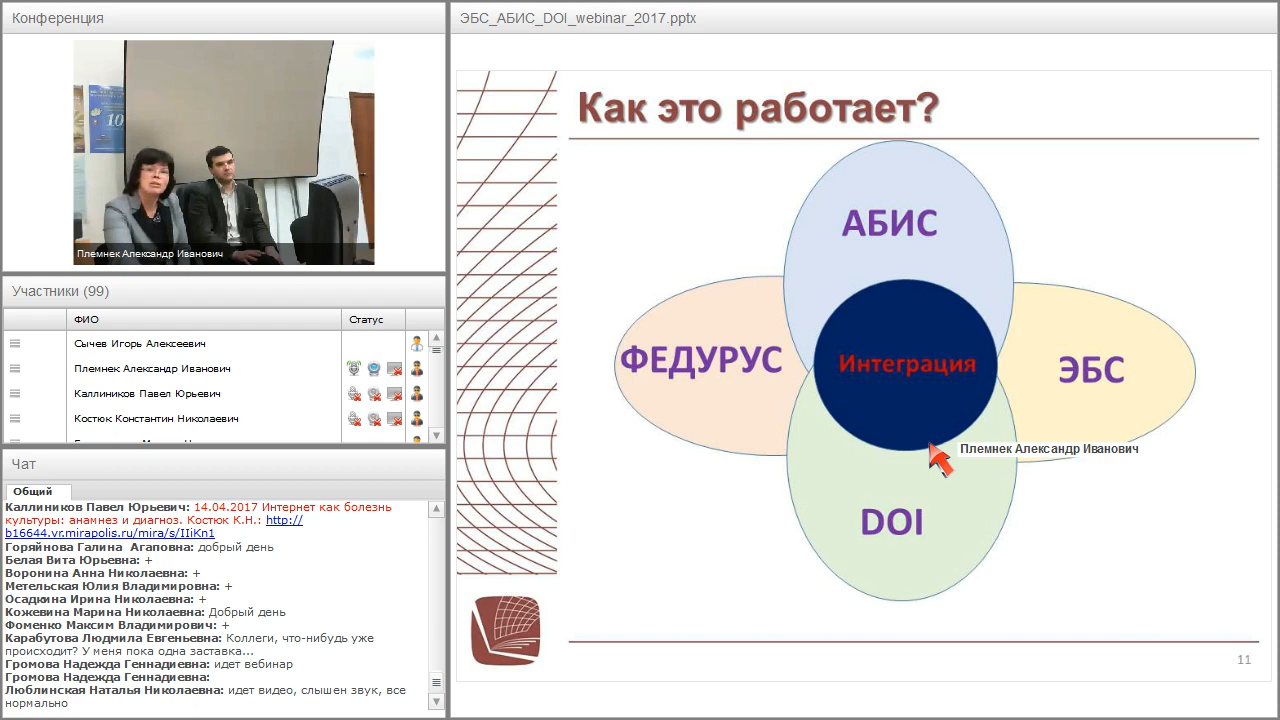 Конференция
10
Племнек Александр Иванович
Участники (99)
ФИО
Статус
Сычев Игорь Алексеевич
Племнек Александр Иванович
Каллиников Павел Юрьевич
Костюк Константин Николаевич
Чат
Общий
Каллиников Павел Юрьевич: 14.04.2017 Интернет как болезнь
культуры: анамнез и диагноз. Костюк К.Н.: http://
b16644.vr.mirapolis.ru/mira/s/IIiKn1
Горяйнова Галина Агаповна: добрый день
Белая Вита Юрьевна: +
Воронина Анна Николаевна: +
Метельская Юлия Владимировна: +
Осадкина Ирина Николаевна: +
Кожевина Марина Николаевна: Добрый день
Фоменко Максим Владимирович: +
Карабутова Людмила Евгеньевна: Коллеги, что-нибудь уже
происходит? У меня пока одна заставка...
Громова Надежда Геннадиевна: идет вебинар
Громова Надежда Геннадиевна:
Люблинская Наталья Николаевна: идет видео, слышен звук, все
нормально
ЭБС_АБИС_DOI_webinar_2017.pptx
Как это работает?
АБИС
ФЕДУРУС
Интеграция
ЭБС
Племнек Александр Иванович
DOI
11